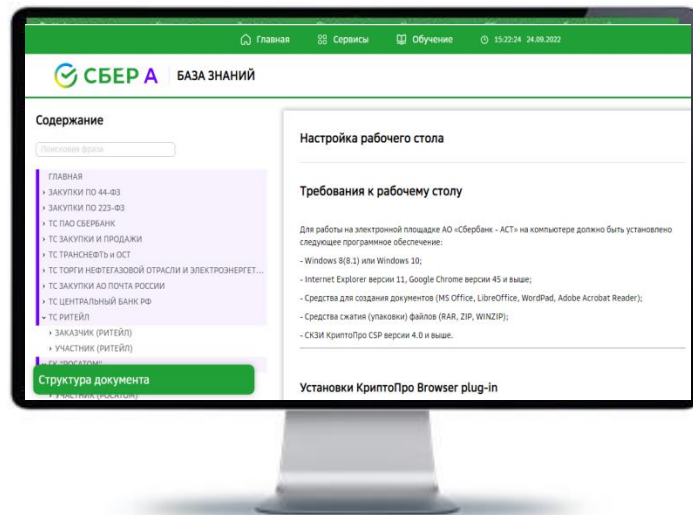 Главная
Сервисы
Обучение
15:22:24 24.09.2022
СБЕР А
БАЗА ЗНАНИЙ
Содержание
Поисковая фраза
ГЛАВНАЯ
ЗАКУПКИ ПО 44-ФЗ
ЗАКУПКИ ПО 223-ФЗ
ТС ПАО СБЕРБАНК
ТС ЗАКУПКИ И ПРОДАЖИ
ТС ТРАНСНЕФТЬ и ОСТ
ТС ТОРГИ НЕФТЕГАЗОВОЙ ОТРАСЛИ И ЭЛЕКТРОЭНЕРГЕТ...
ТС ЗАКУПКИ АО ПОЧТА РОССИИ
ТС ЦЕНТРАЛЬНЫЙ БАНК РФ
ТС РИТЕЙЛ
ЗАКАЗЧИК (РИТЕЙЛ)
УЧАСТНИК (РИТЕЙЛ)
ГК "РОСАТОМ"
Структура документа
УЧАСТНИК (РОСАТОМ)
Настройка рабочего стола
Требования к рабочему столу
Для работы на электронной площадке АО «Сбербанк - АСТ» на компьютере должно быть установлено
следующее программное обеспечение:
- Windows 8(8.1) или Windows 10;
- Internet Explorer версии 11, Google Chrome версии 45 и выше;
- Средства для создания документов (MS Office, LibreOffice, WordPad, Adobe Acrobat Reader);
- Средства сжатия (упаковки) файлов (RAR, ZIP, WINZIP);
- СКЗИ КриптоПро CSP версии 4.0 и выше.
Установки КриптоПро Browser plug-in